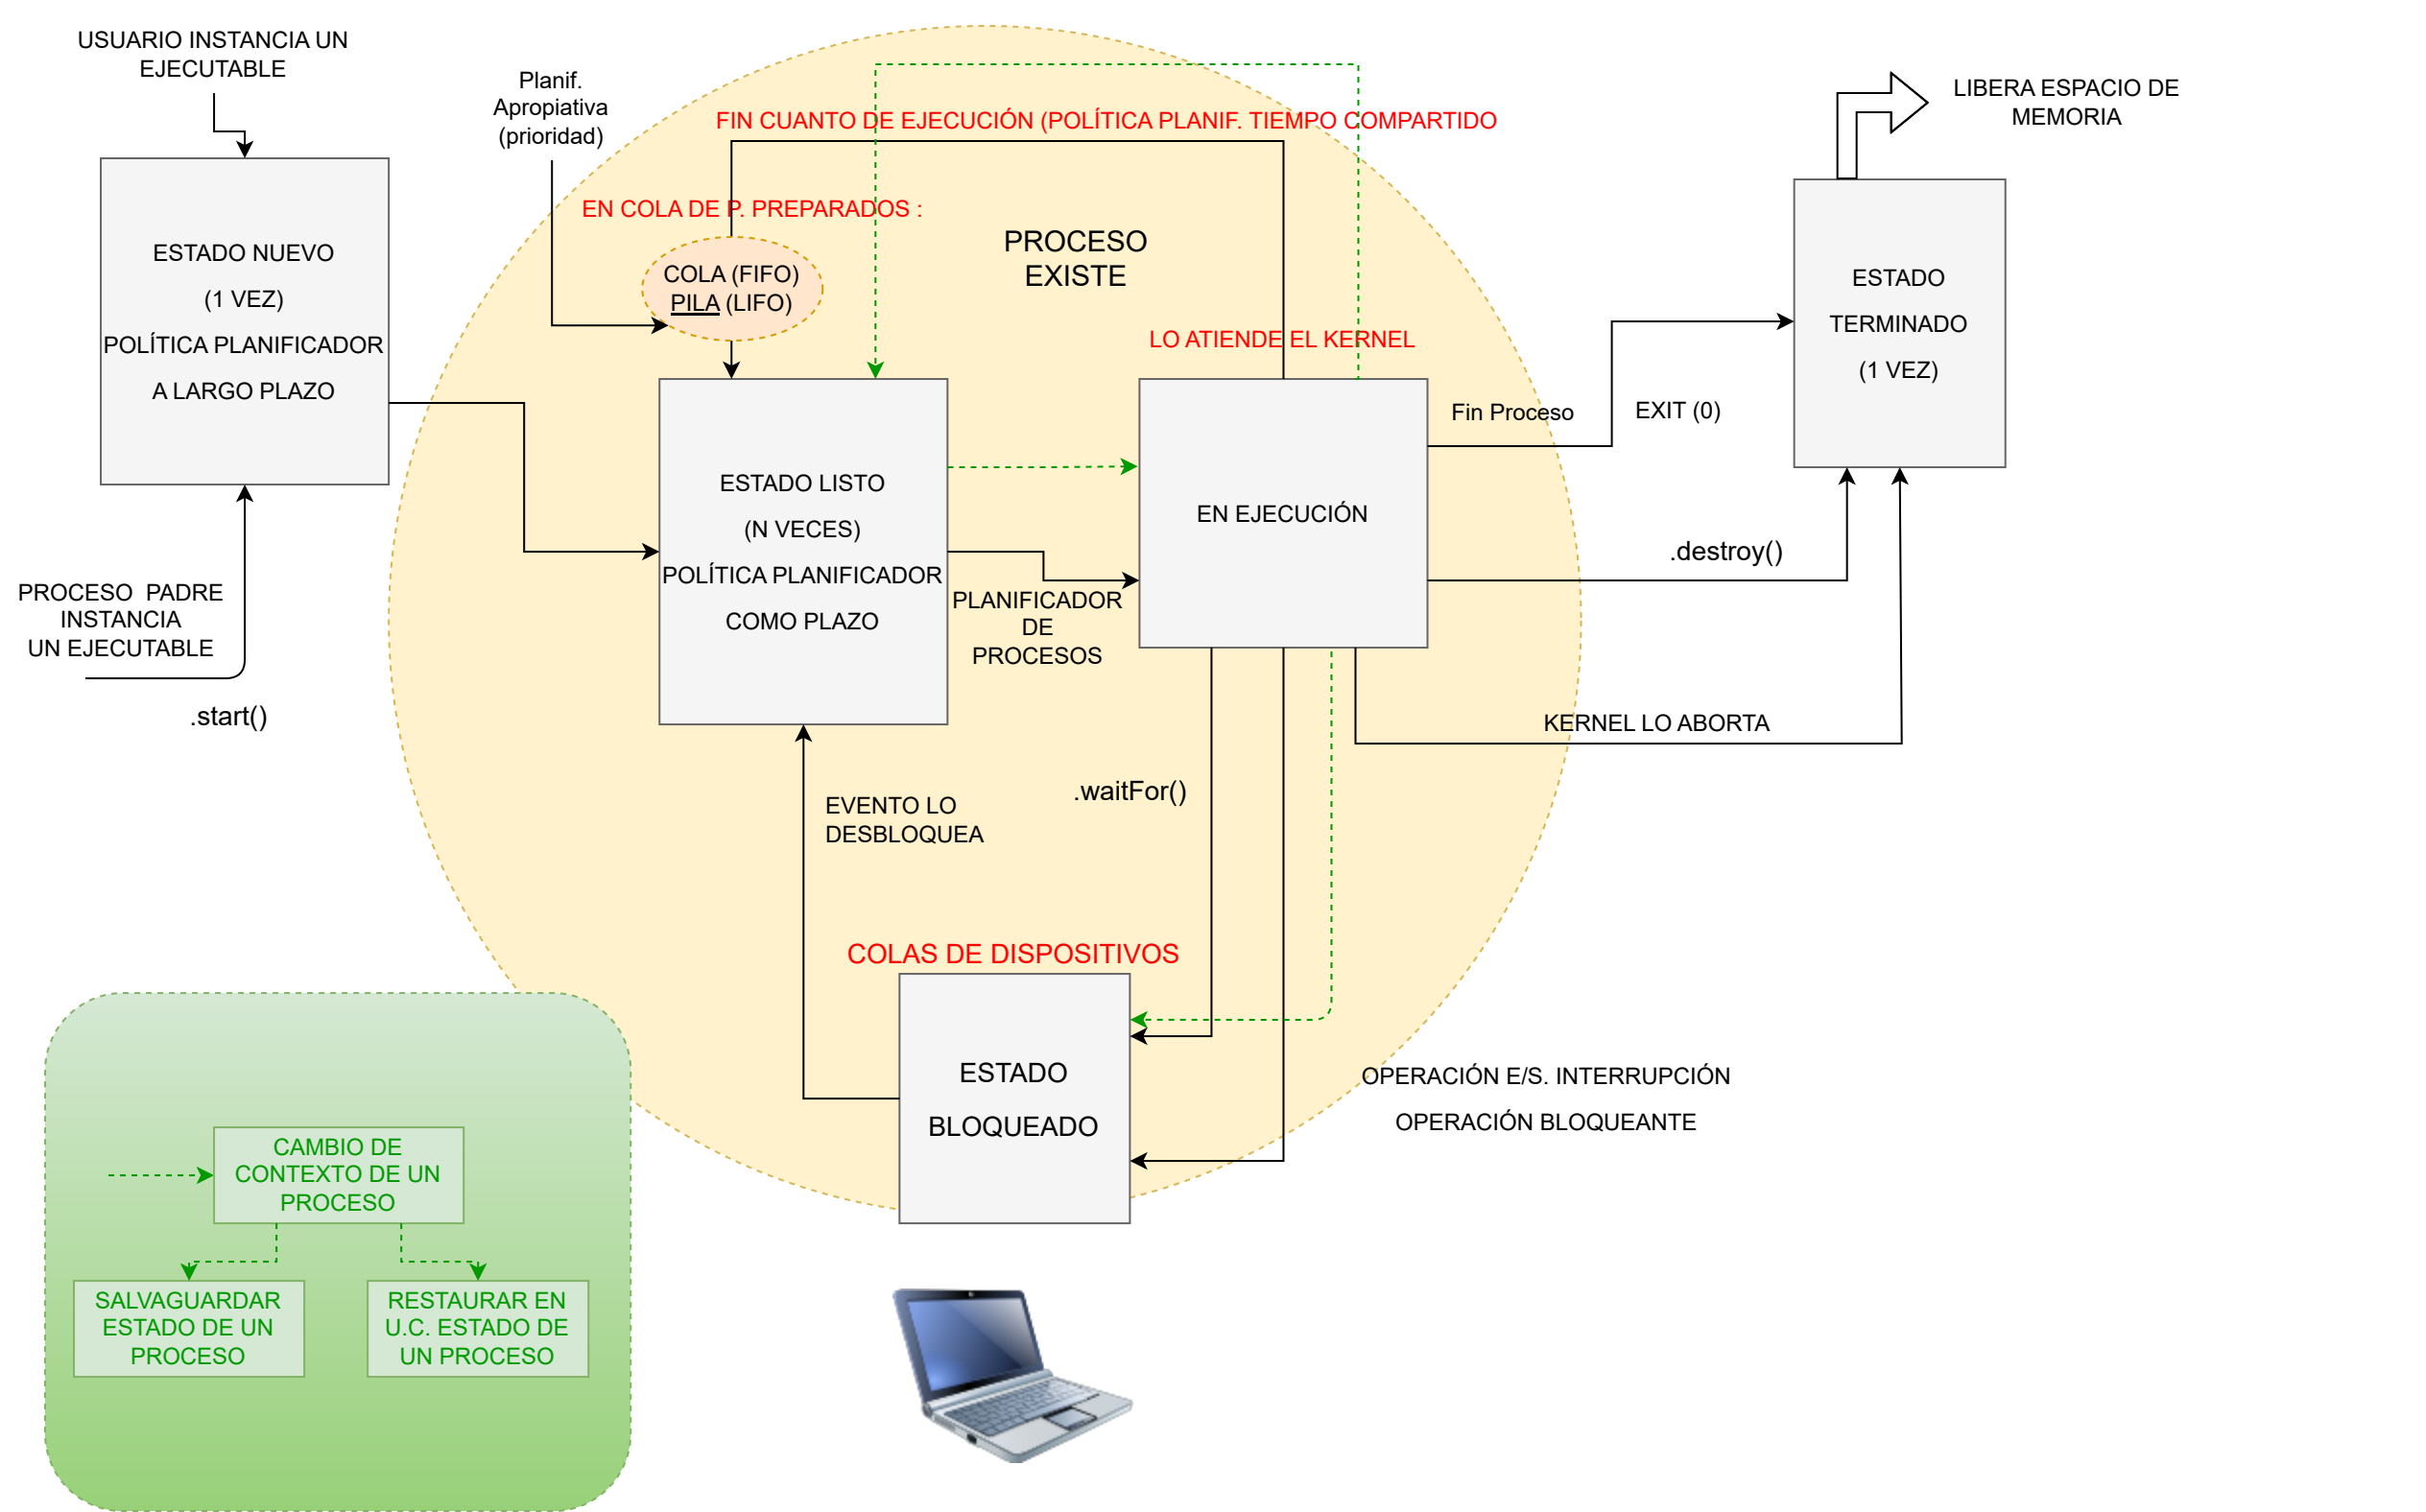 USUARIO INSTANCIA UN
EJECUTABLE
Planif.
Apropiativa
(prioridad)
FIN CUANTO DE EJECUCIÓN (POLÍTICA PLANIF. TIEMPO COMPARTIDO
LIBERA ESPACIO DE
MEMORIA
EN COLA DE P. PREPARADOS :
COLA (FIFO)
PILA (LIFO)
PROCESO
EXISTE
LO ATIENDE EL KERNEL
ESTADO NUEVO
(1 VEZ)
POLÍTICA PLANIFICADOR
A LARGO PLAZO
ESTADO
TERMINADO
(1 VEZ)
Fin Proceso
EXIT (0)
ESTADO LISTO
(N VECES)
POLÍTICA PLANIFICADOR
COMO PLAZO
EN EJECUCIÓN
.destroy()
PLANIFICADOR
DE
PROCESOS
PROCESO  PADRE
INSTANCIA
UN EJECUTABLE
.start()
KERNEL LO ABORTA
.waitFor()
EVENTO LO
DESBLOQUEA
COLAS DE DISPOSITIVOS
ESTADO
BLOQUEADO
OPERACIÓN E/S. INTERRUPCIÓN
OPERACIÓN BLOQUEANTE
CAMBIO DE
CONTEXTO DE UN
PROCESO
SALVAGUARDAR
ESTADO DE UN
PROCESO
RESTAURAR EN
U.C. ESTADO DE
UN PROCESO